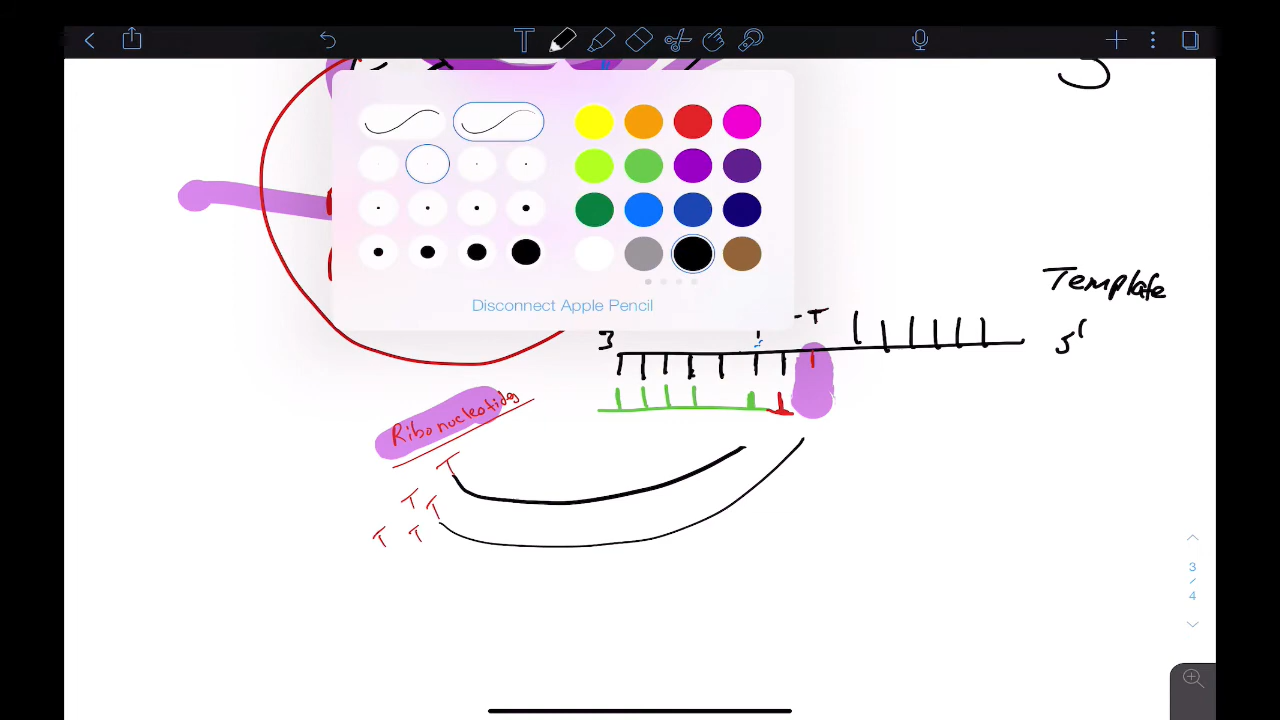 Disconnect Apple Pencil
Template
- T
3
5'
Ribonucleotides
T
T T
T T
3
/
4